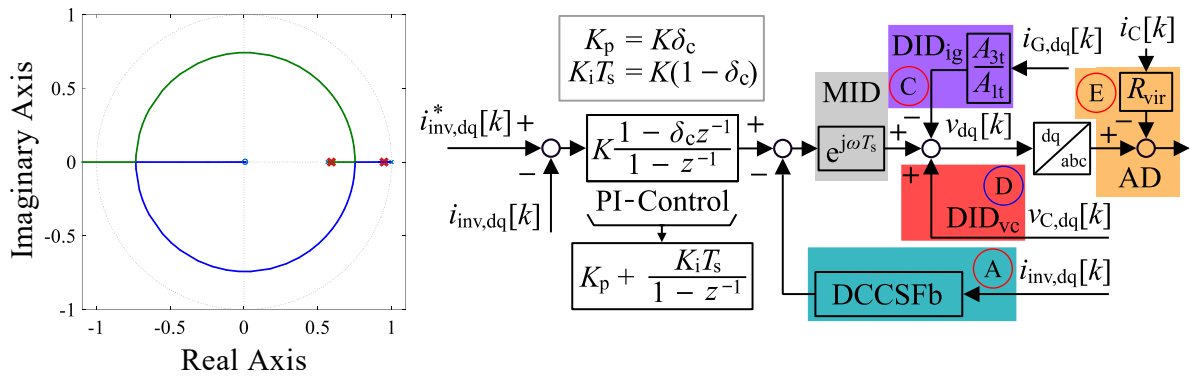 Imaginary Axis
1
0.5
0
-0.5
-1
-1
-0.5
0
0.5
1
Real Axis
K_p = Kδ_c
K_iT_s = K(1 − δ_c)
i*_inv,dq[k]
+
−
i_inv,dq[k]
K (1 − δ_c z⁻¹)/(1 − z⁻¹)
PI-Control
K_p + K_iT_s/(1 − z⁻¹)
+
−
MID
e^jωT_s
DID_ig
A_3t/A_1t
C
i_G,dq[k]
+
−
+
v_dq[k]
D
DID_vc
v_C,dq[k]
DCCSFb
A
i_inv,dq[k]
dq
abc
i_C[k]
E
R_vir
+
−
AD